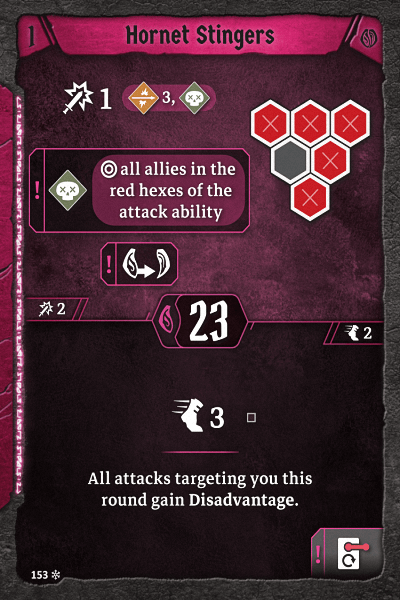 1
Hornet Stingers
1
3,
!
all allies in the
red hexes of the
attack ability
!
2
23
2
3
All attacks targeting you this
round gain Disadvantage.
!
153